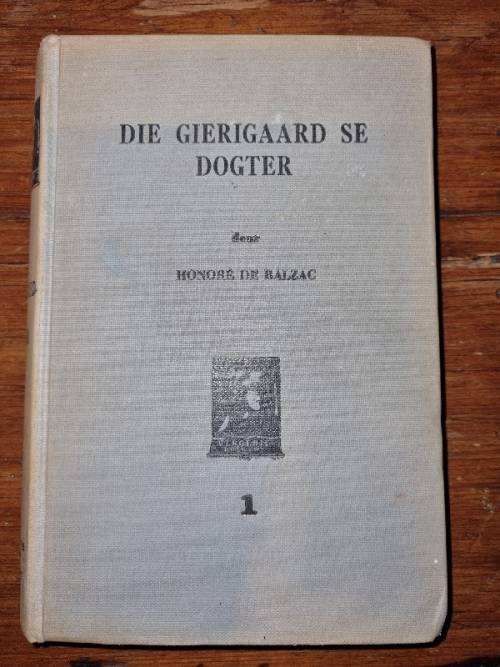 DIE GIERIGAARD SE
DOGTER
deur
HONORÉ DE BALZAC
1